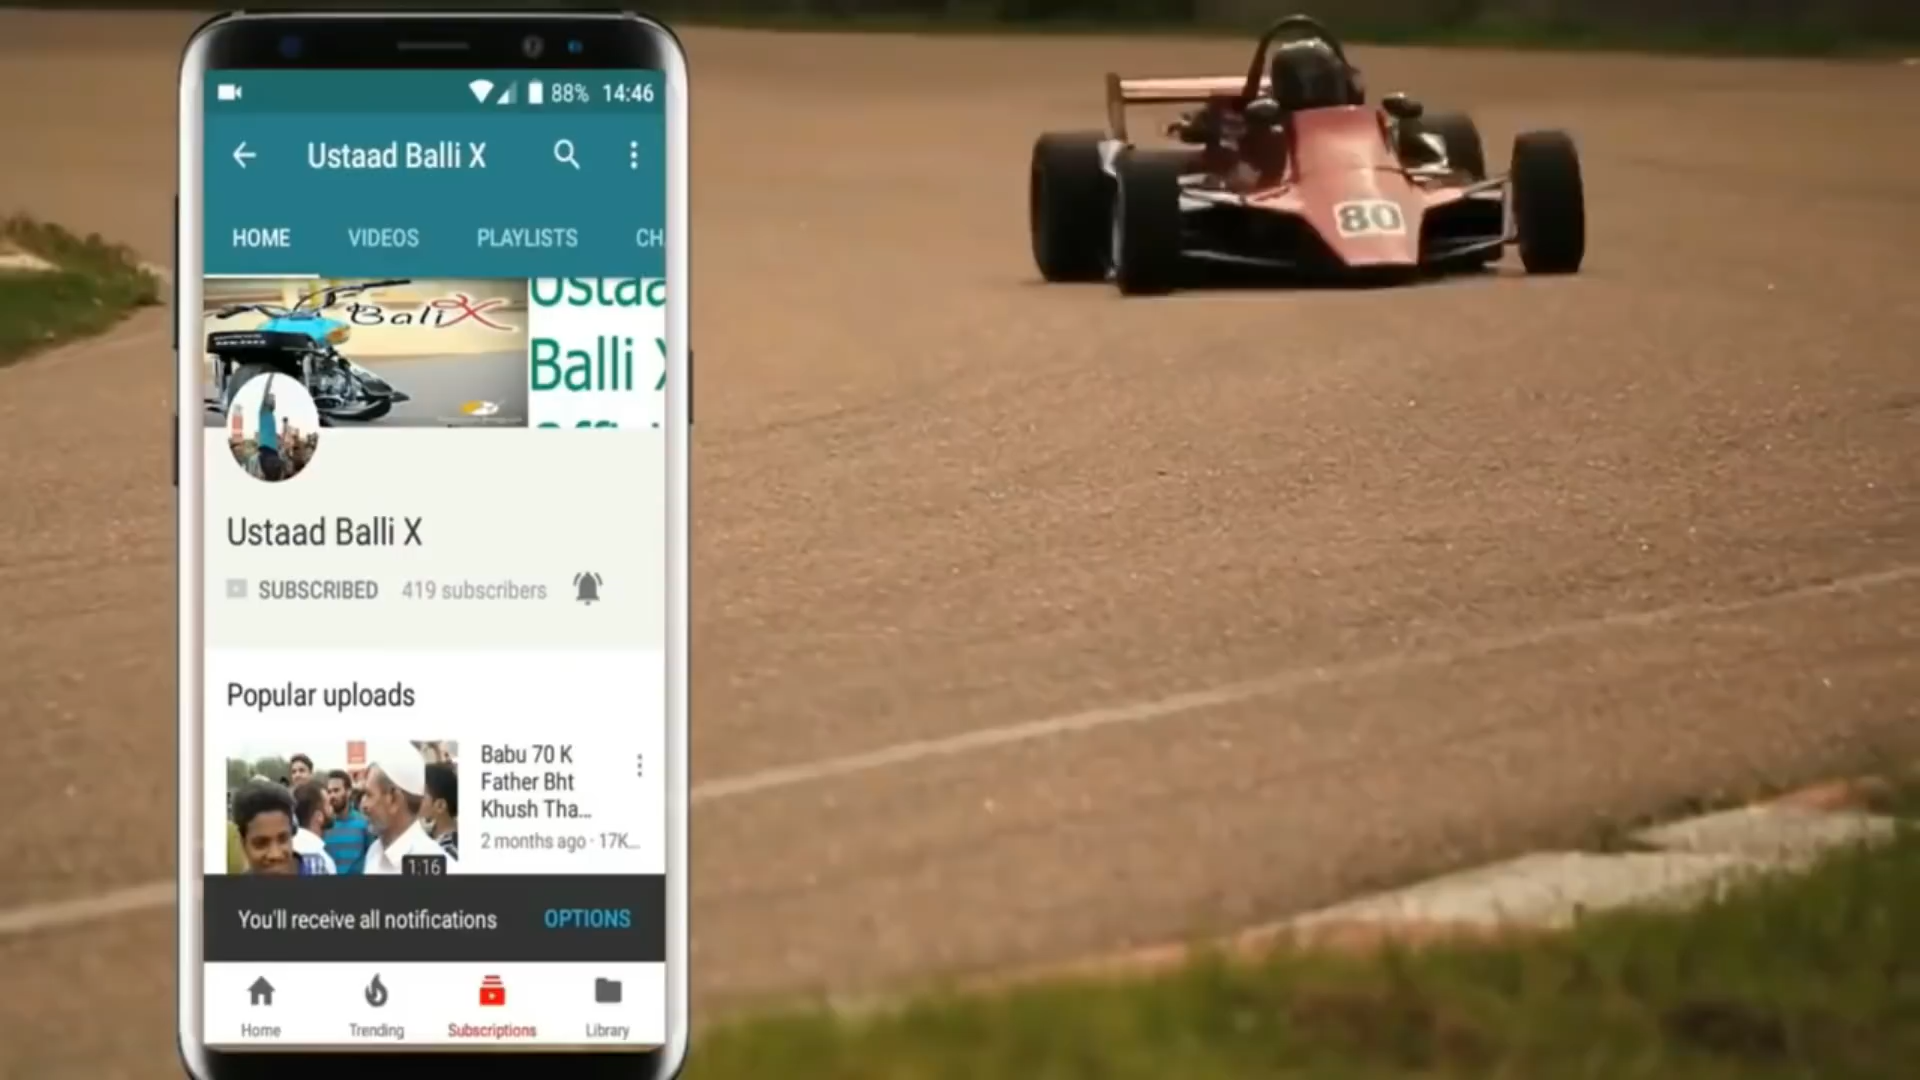 88% 14:46
Ustaad Balli X
HOME VIDEOS PLAYLISTS CH
Bali X
Ustaa
Balli X
Ustaad Balli X
SUBSCRIBED 419 subscribers
Popular uploads
Babu 70 K
Father Bht
Khush Tha...
2 months ago · 17K...
1:16
You'll receive all notifications OPTIONS
Home Trending Subscriptions Library
80